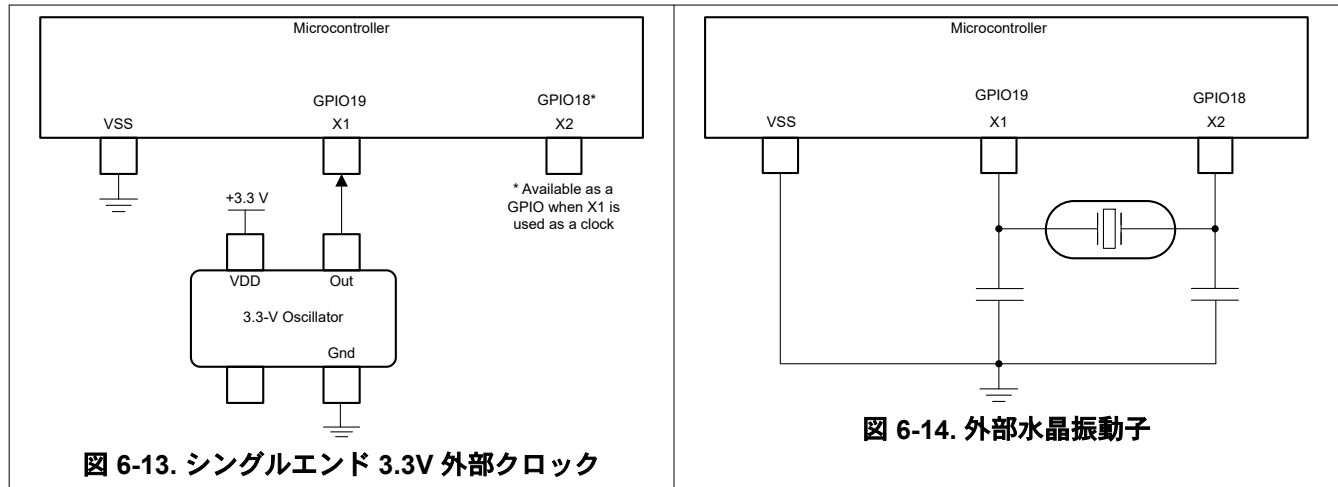 Microcontroller
VSS
GPIO19
X1
GPIO18*
X2
* Available as a
GPIO when X1 is
used as a clock
+3.3 V
VDD
Out
3.3-V Oscillator
Gnd
図 6-13. シングルエンド 3.3V 外部クロック
Microcontroller
VSS
GPIO19
X1
GPIO18
X2
図 6-14. 外部水晶振動子